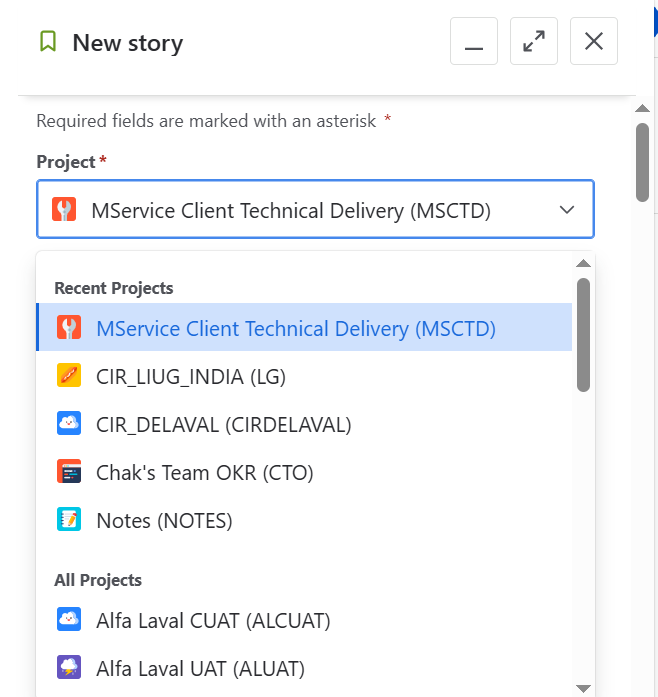 New story
Required fields are marked with an asterisk *
Project *
MService Client Technical Delivery (MSCTD)
Recent Projects
MService Client Technical Delivery (MSCTD)
CIR_LIUG_INDIA (LG)
CIR_DELAVAL (CIRDELAVAL)
Chak's Team OKR (CTO)
Notes (NOTES)
All Projects
Alfa Laval CUAT (ALCUAT)
Alfa Laval UAT (ALUAT)